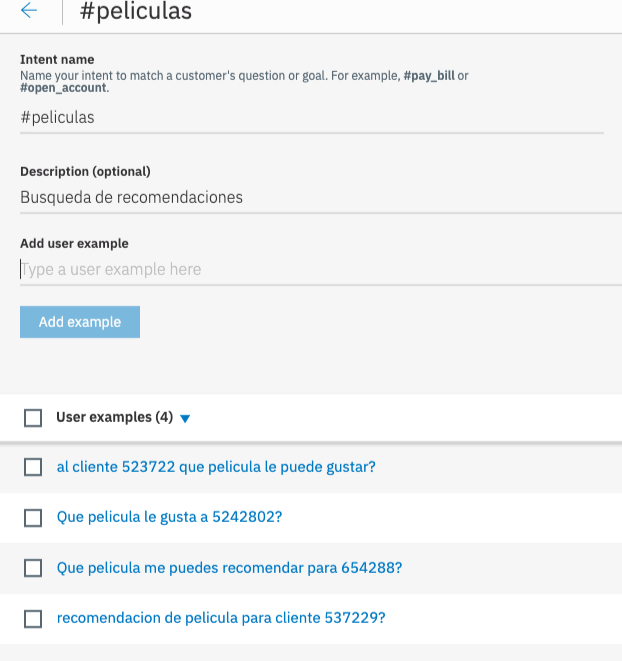 #peliculas
Intent name
Name your intent to match a customer's question or goal. For example, #pay_bill or
#open_account.
#peliculas
Description (optional)
Busqueda de recomendaciones
Add user example
Type a user example here
Add example
User examples (4)
al cliente 523722 que pelicula le puede gustar?
Que pelicula le gusta a 5242802?
Que pelicula me puedes recomendar para 654288?
recomendacion de pelicula para cliente 537229?